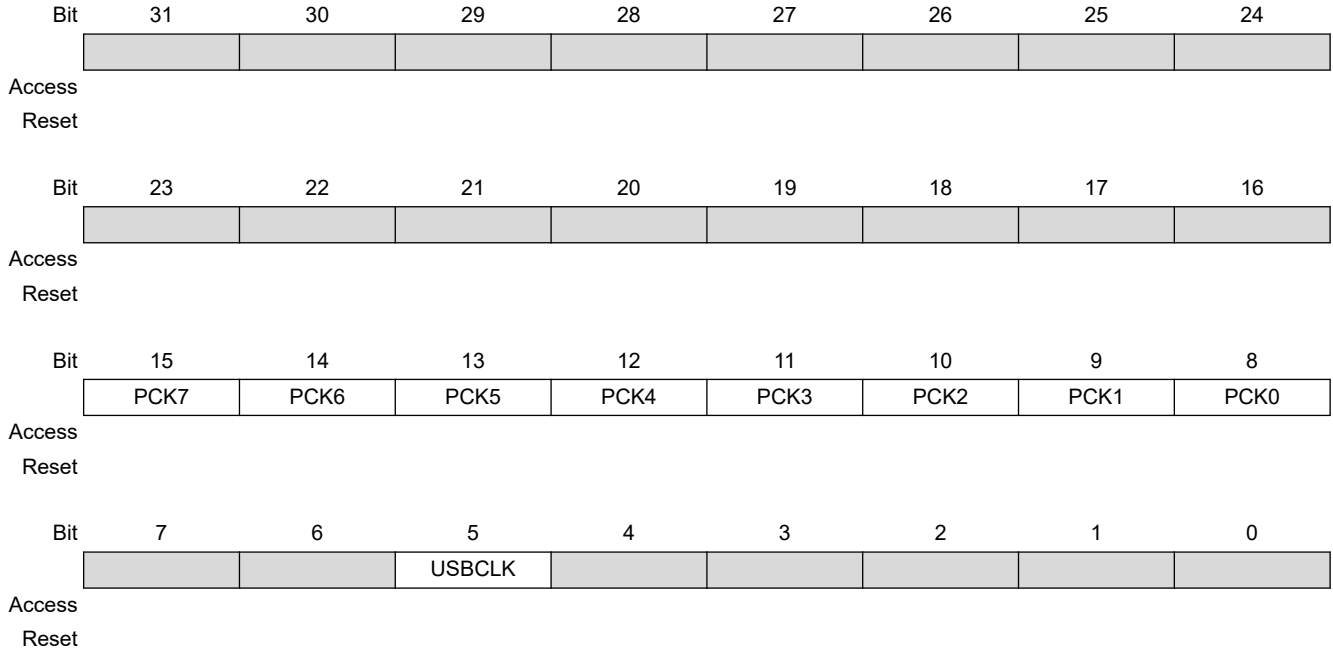 Bit 31 30 29 28 27 26 25 24
Access
Reset
Bit 23 22 21 20 19 18 17 16
Access
Reset
Bit 15 14 13 12 11 10 9 8
PCK7 PCK6 PCK5 PCK4 PCK3 PCK2 PCK1 PCK0
Access
Reset
Bit 7 6 5 4 3 2 1 0
USBCLK
Access
Reset